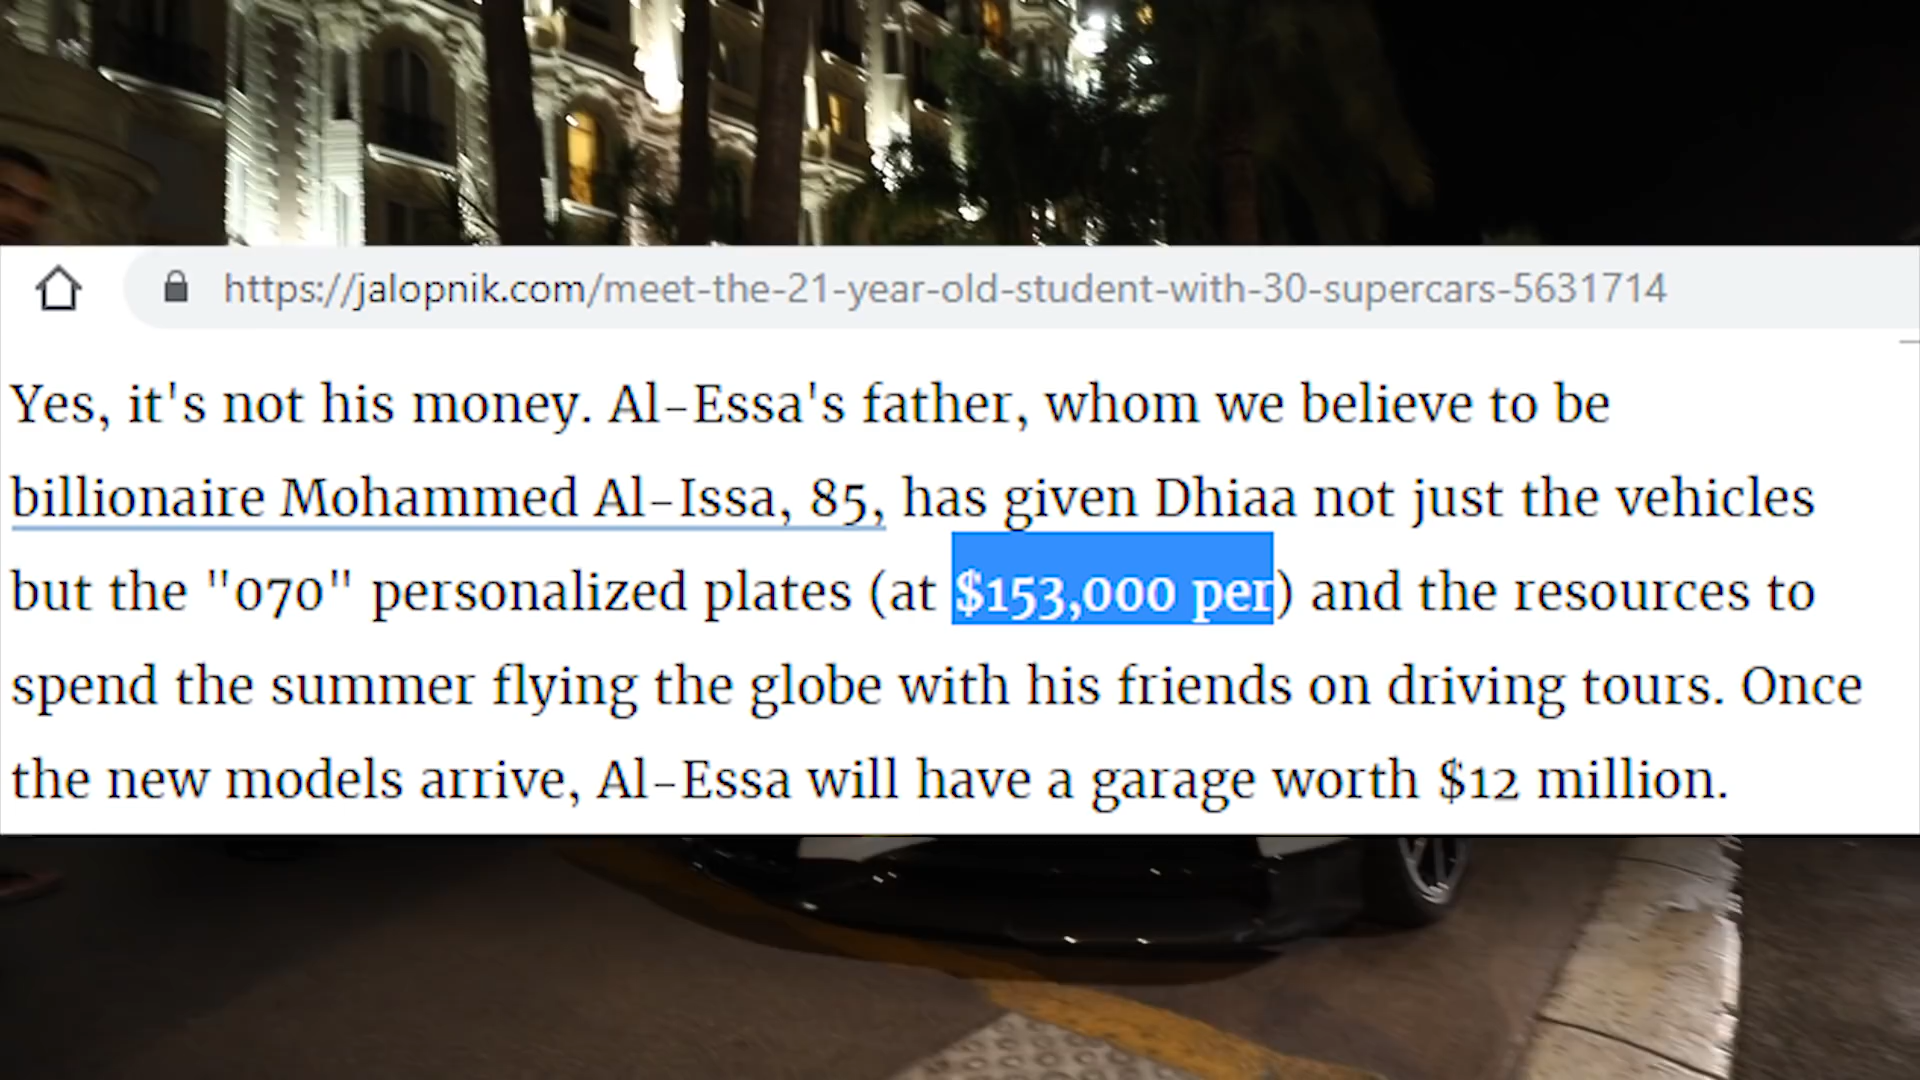 https://jalopnik.com/meet-the-21-year-old-student-with-30-supercars-5631714
Yes, it's not his money. Al-Essa's father, whom we believe to be
billionaire Mohammed Al-Issa, 85, has given Dhiaa not just the vehicles
but the "070" personalized plates (at $153,000 per) and the resources to
spend the summer flying the globe with his friends on driving tours. Once
the new models arrive, Al-Essa will have a garage worth $12 million.